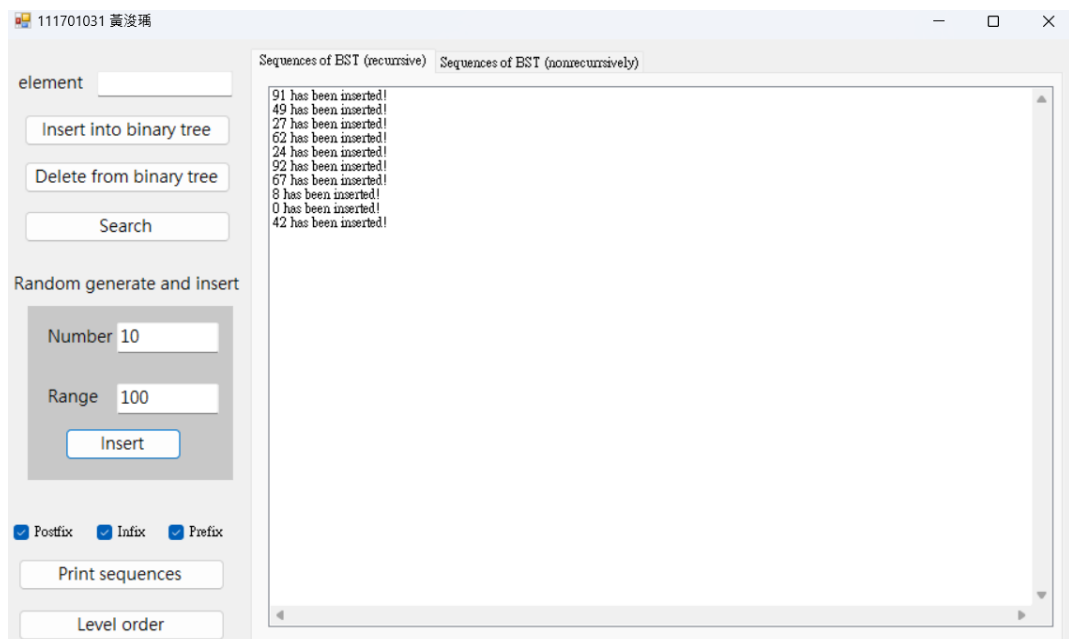 111701031 黃浚瑀
element
Insert into binary tree
Delete from binary tree
Search
Random generate and insert
Number 10
Range 100
Insert
Postfix Infix Prefix
Print sequences
Level order
Sequences of BST (recurrsive) Sequences of BST (nonrecurrsively)
91 has been inserted!
49 has been inserted!
27 has been inserted!
62 has been inserted!
24 has been inserted!
92 has been inserted!
67 has been inserted!
8 has been inserted!
0 has been inserted!
42 has been inserted!